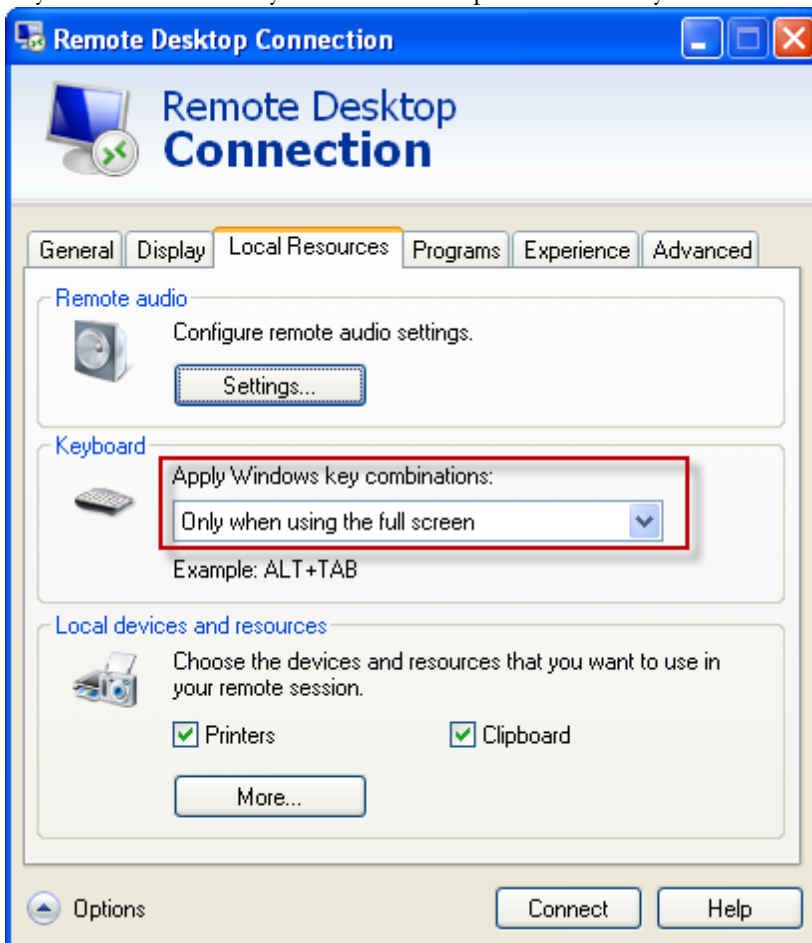 Remote Desktop Connection
Remote Desktop
Connection
General Display Local Resources Programs Experience Advanced
Remote audio
Configure remote audio settings.
Settings...
Keyboard
Apply Windows key combinations:
Only when using the full screen
Example: ALT+TAB
Local devices and resources
Choose the devices and resources that you want to use in
your remote session.
Printers Clipboard
More...
Options Connect Help